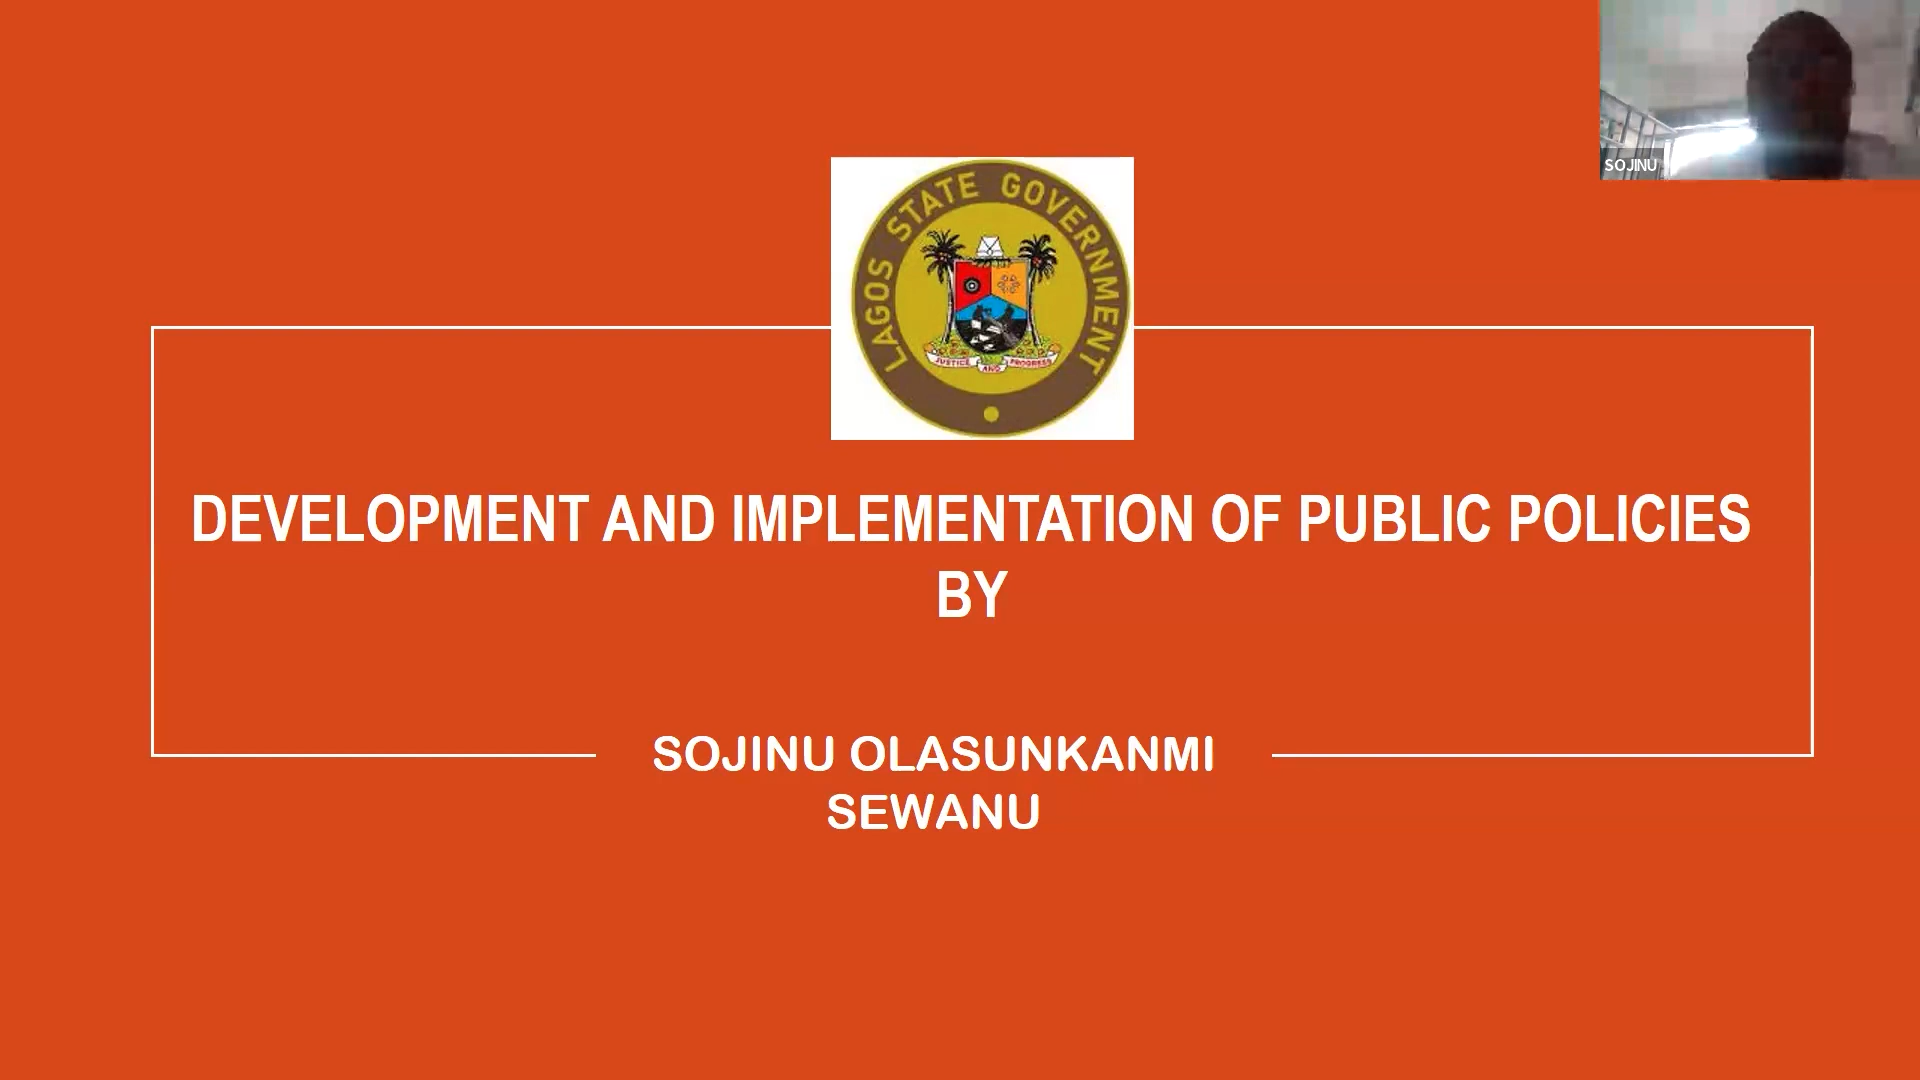 SOJINU
LAGOS STATE GOVERNMENT
JUSTICE AND PROGRESS
DEVELOPMENT AND IMPLEMENTATION OF PUBLIC POLICIES
BY
SOJINU OLASUNKANMI
SEWANU